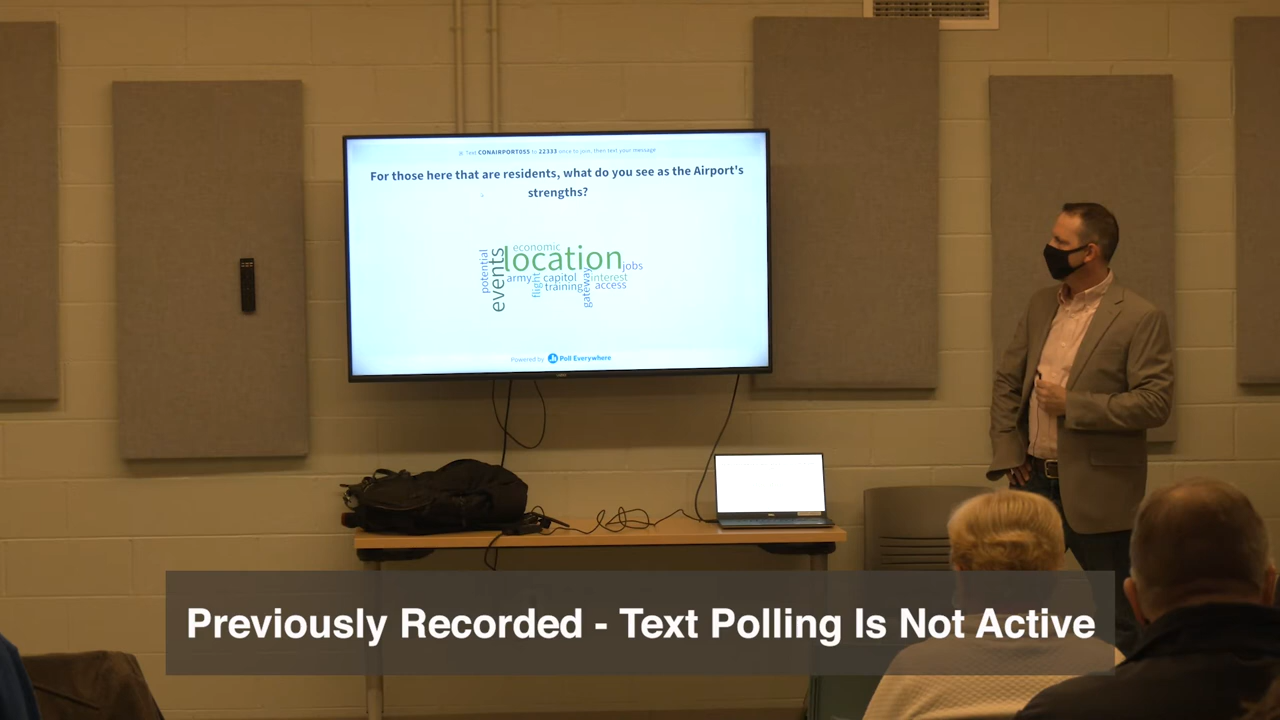 Text CONAIRPORT055 to 22333 once to join, then text your message
For those here that are residents, what do you see as the Airport's
strengths?
economic
location
potential
events
jobs
army
capitol
interest
flight
training
gateway
access
Powered by Poll Everywhere
Previously Recorded - Text Polling Is Not Active